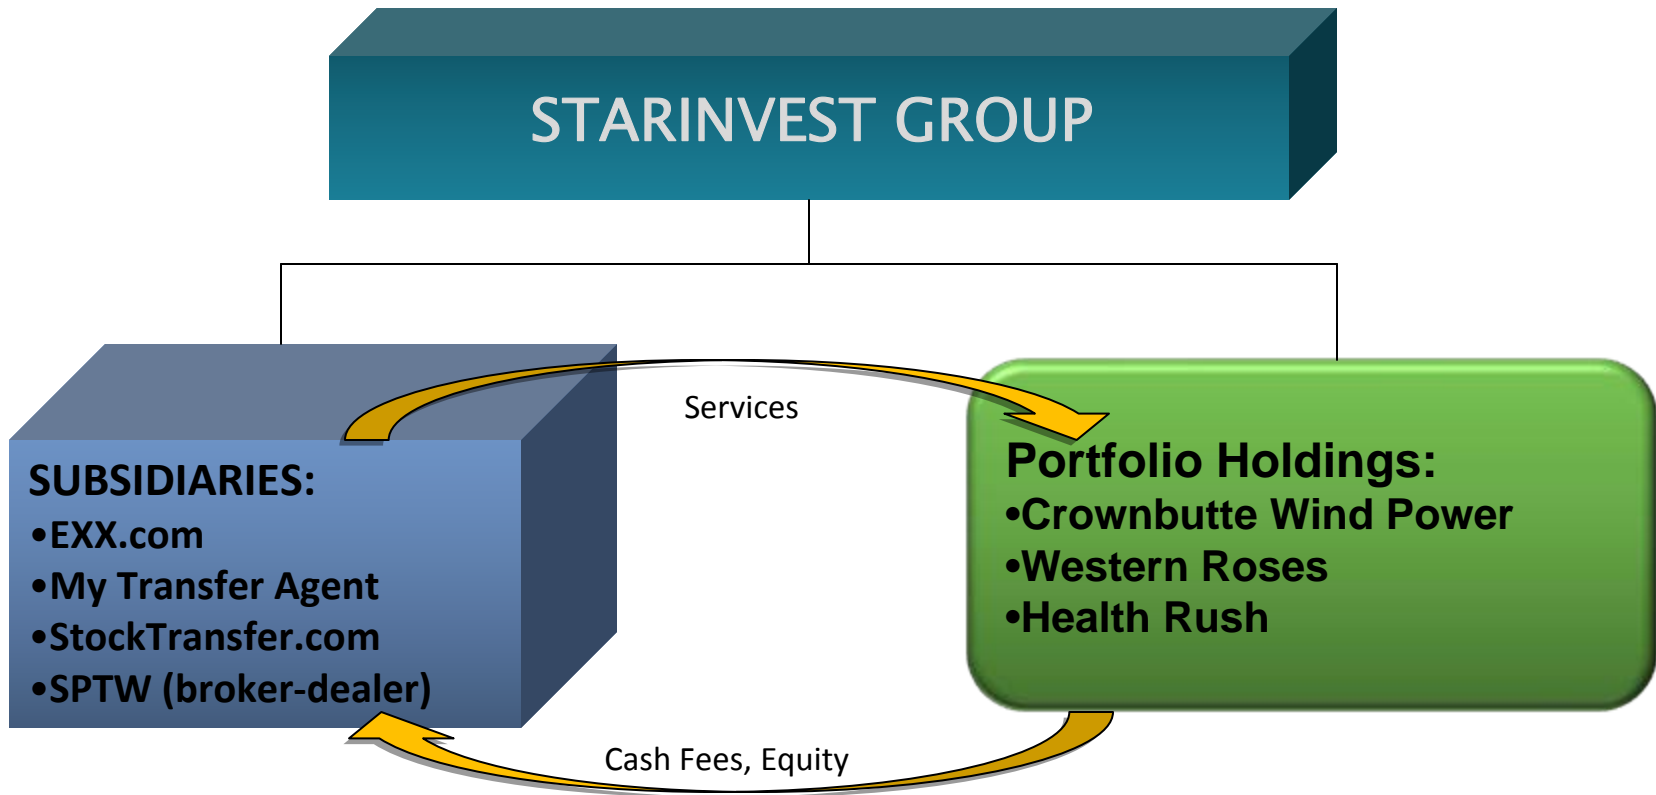 STARINVEST GROUP
Services
SUBSIDIARIES:
•EXX.com
•My Transfer Agent
•StockTransfer.com
•SPTW (broker-dealer)
Portfolio Holdings:
•Crownbutte Wind Power
•Western Roses
•Health Rush
Cash Fees, Equity